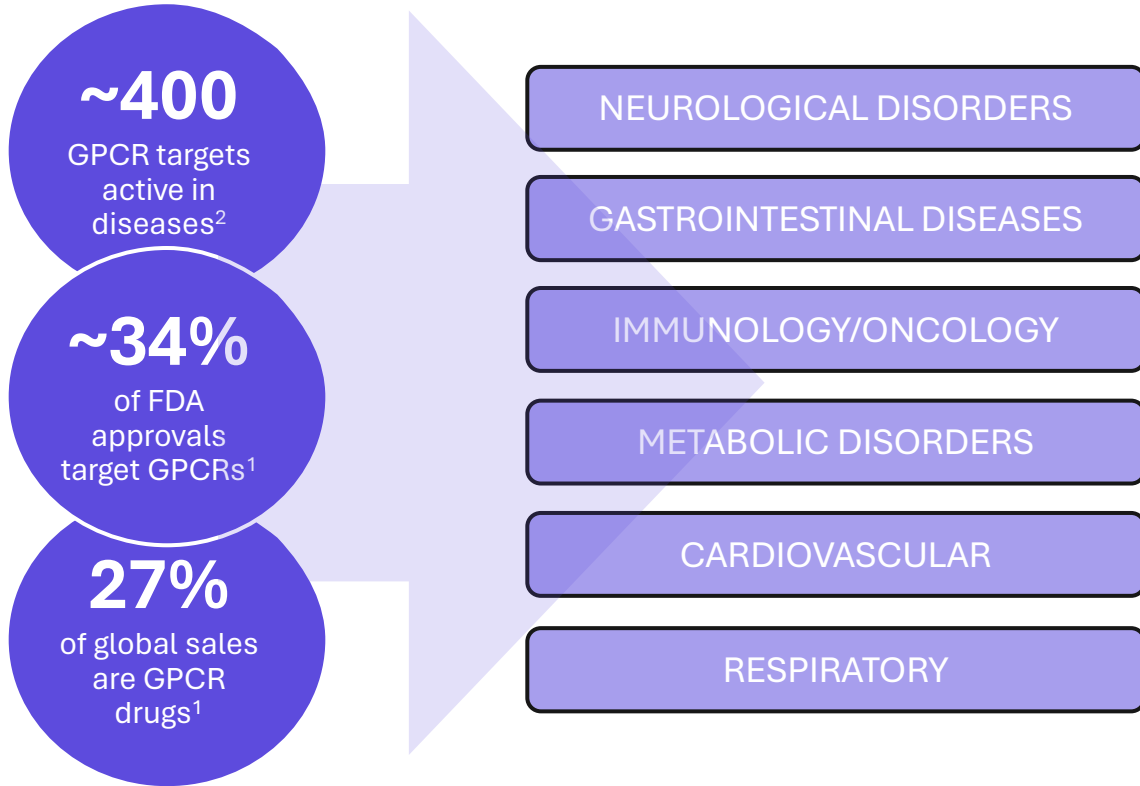 ~400
GPCR targets
active in
diseases²
~34%
of FDA
approvals
target GPCRs¹
27%
of global sales
are GPCR
drugs¹
NEUROLOGICAL DISORDERS
GASTROINTESTINAL DISEASES
IMMUNOLOGY/ONCOLOGY
METABOLIC DISORDERS
CARDIOVASCULAR
RESPIRATORY